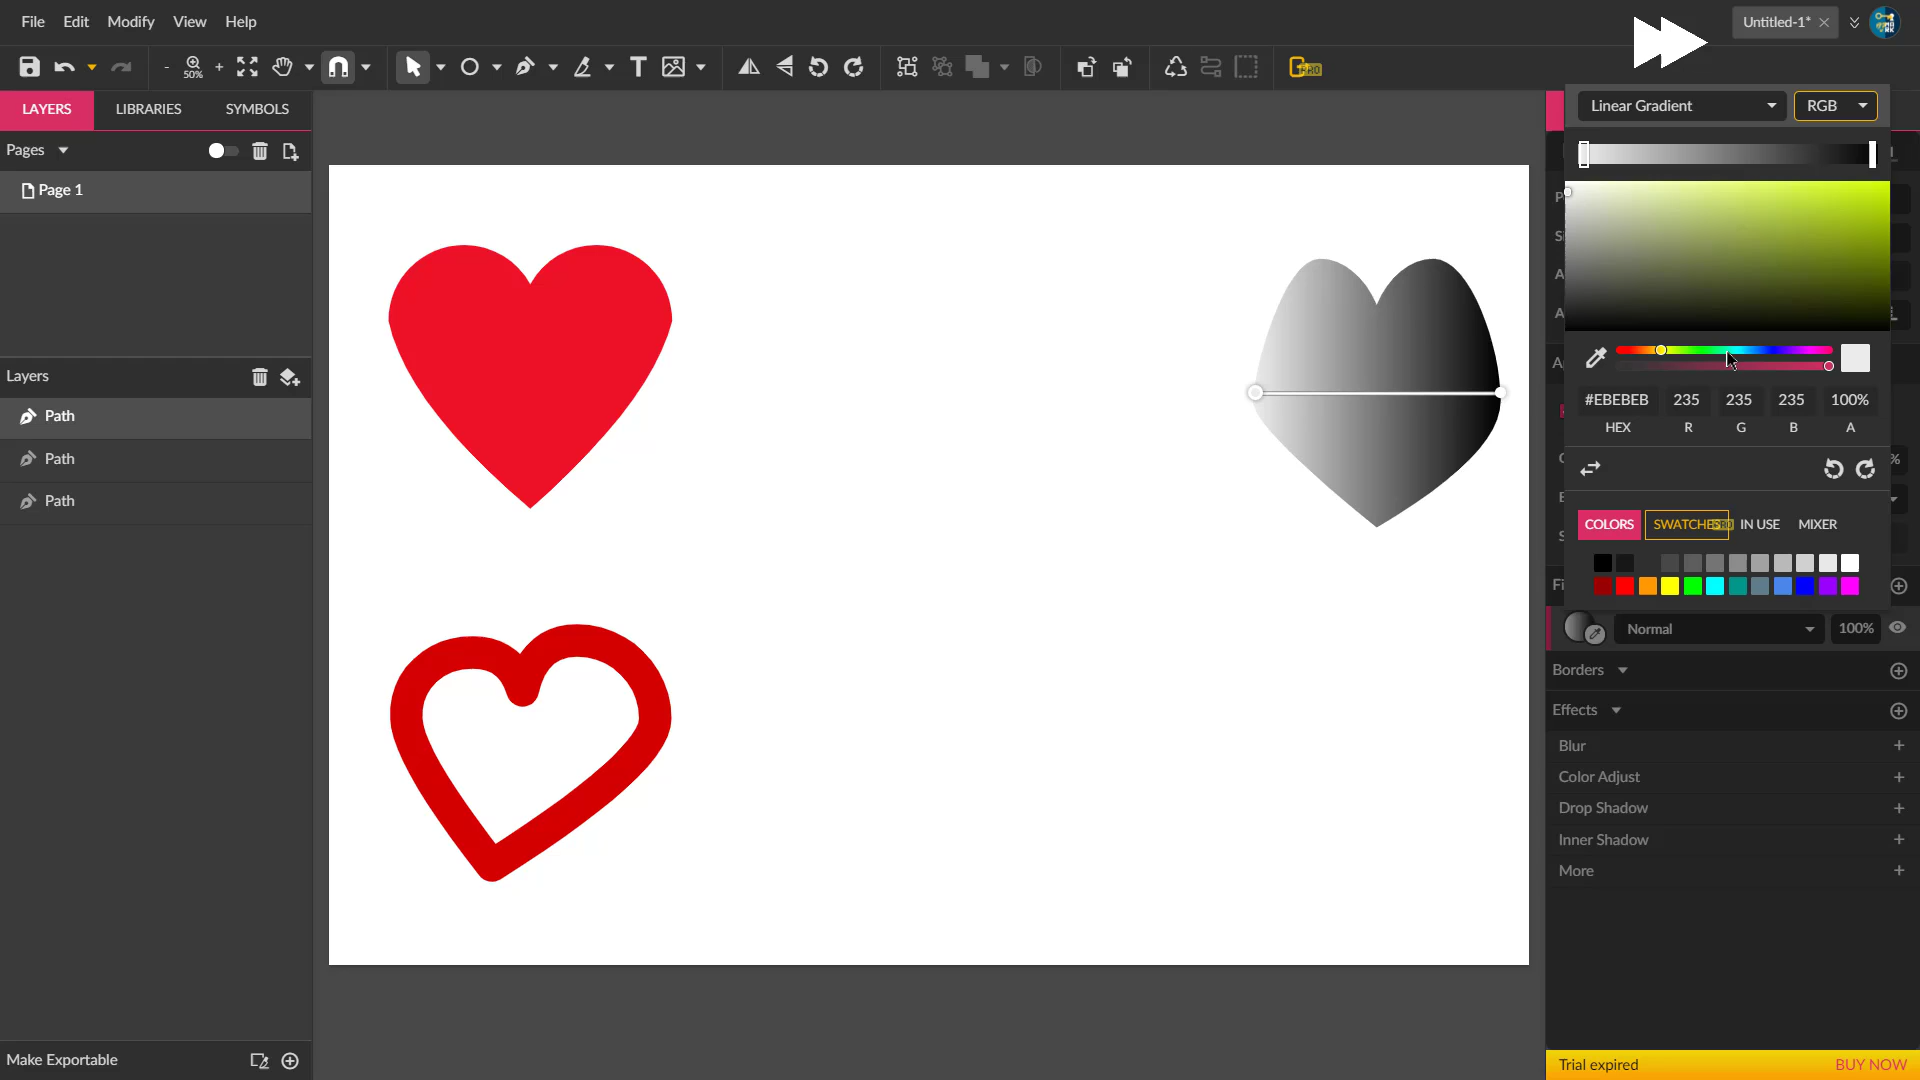 File Edit Modify View Help
Untitled-1*
50%
PRO
LAYERS LIBRARIES SYMBOLS
Pages
Page 1
Layers
Path
Path
Path
Make Exportable
Linear Gradient RGB
#EBEBEB 235 235 235 100%
HEX R G B A
COLORS SWATCHES IN USE MIXER
Normal 100%
Borders
Effects
Blur
Color Adjust
Drop Shadow
Inner Shadow
More
Trial expired BUY NOW